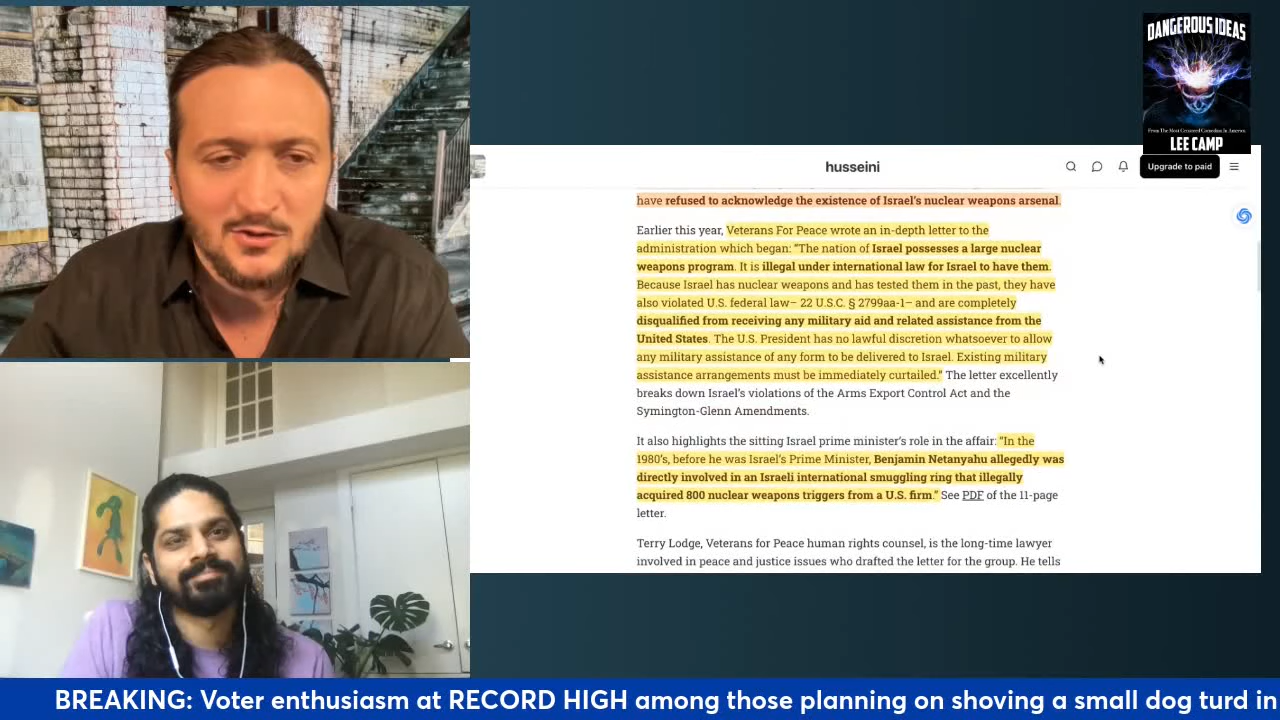 DANGEROUS IDEAS
From The Most Censored Comedian In America
LEE CAMP
husseini
Upgrade to paid
have refused to acknowledge the existence of Israel's nuclear weapons arsenal.
Earlier this year, Veterans For Peace wrote an in-depth letter to the
administration which began: “The nation of Israel possesses a large nuclear
weapons program. It is illegal under international law for Israel to have them.
Because Israel has nuclear weapons and has tested them in the past, they have
also violated U.S. federal law– 22 U.S.C. § 2799aa-1– and are completely
disqualified from receiving any military aid and related assistance from the
United States. The U.S. President has no lawful discretion whatsoever to allow
any military assistance of any form to be delivered to Israel. Existing military
assistance arrangements must be immediately curtailed.” The letter excellently
breaks down Israel's violations of the Arms Export Control Act and the
Symington-Glenn Amendments.
It also highlights the sitting Israel prime minister's role in the affair: “In the
1980's, before he was Israel's Prime Minister, Benjamin Netanyahu allegedly was
directly involved in an Israeli international smuggling ring that illegally
acquired 800 nuclear weapons triggers from a U.S. firm.” See PDF of the 11-page
letter.
Terry Lodge, Veterans for Peace human rights counsel, is the long-time lawyer
involved in peace and justice issues who drafted the letter for the group. He tells
BREAKING: Voter enthusiasm at RECORD HIGH among those planning on shoving a small dog turd in